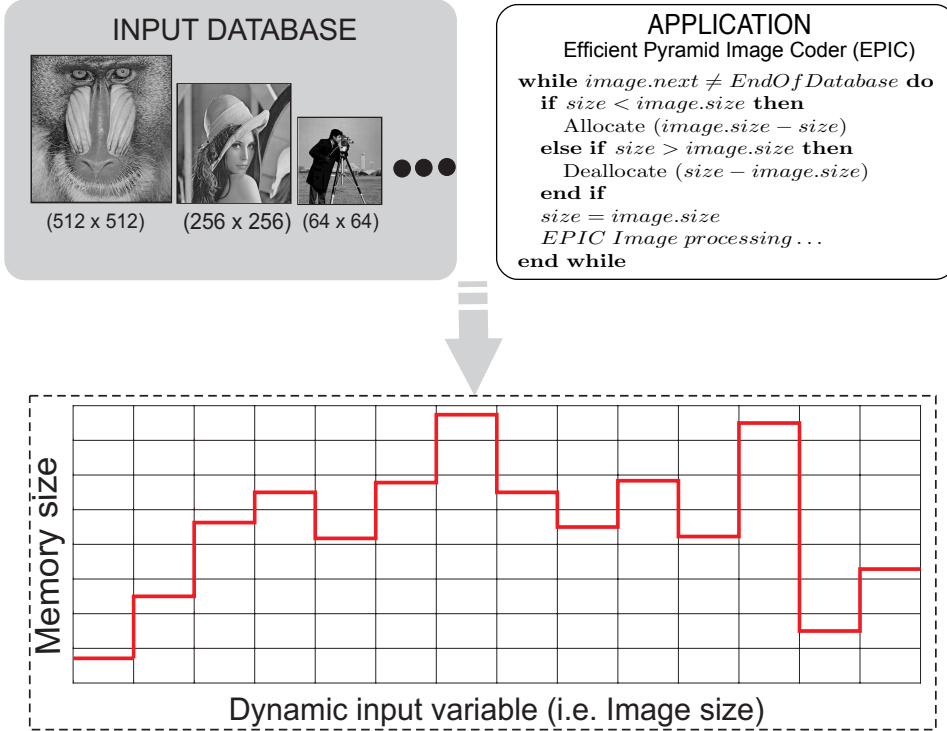 INPUT DATABASE
(512 x 512)
(256 x 256)
(64 x 64)
APPLICATION
Efficient Pyramid Image Coder (EPIC)
while image.next ≠ EndOfDatabase do
if size < image.size then
Allocate (image.size − size)
else if size > image.size then
Deallocate (size − image.size)
end if
size = image.size
EPIC Image processing . . .
end while
Memory size
Dynamic input variable (i.e. Image size)